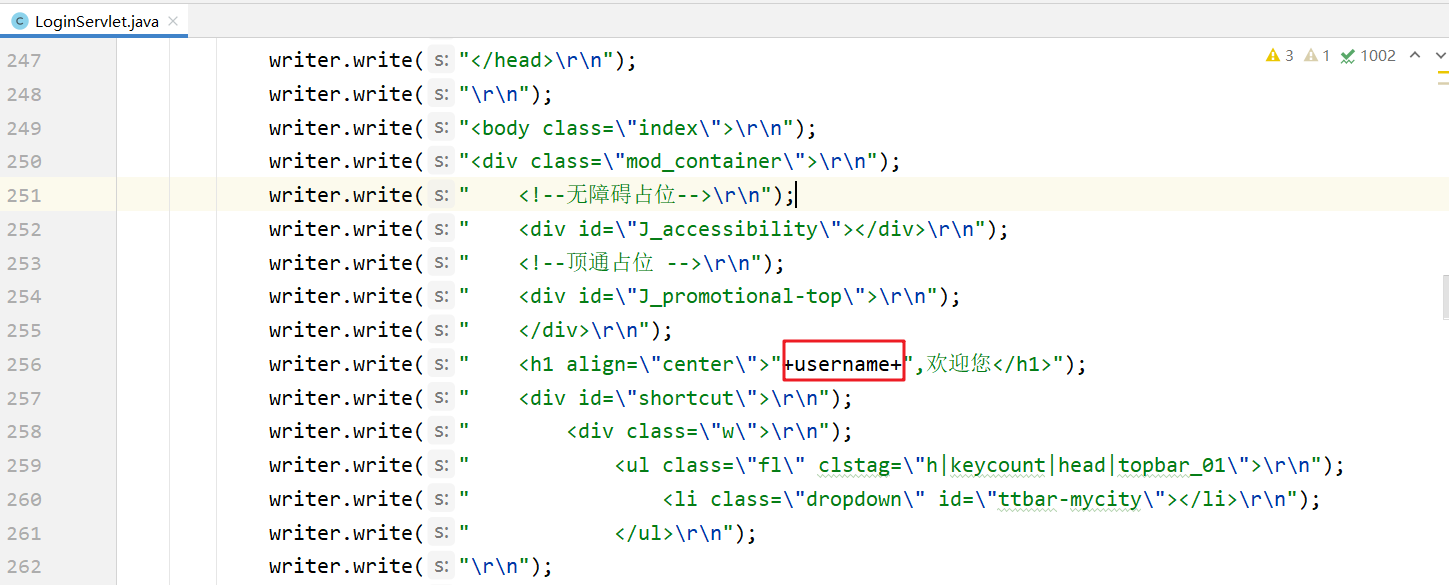 LoginServlet.java
3 1 1002
247 writer.write( s: "</head>\r\n");
248 writer.write( s: "\r\n");
249 writer.write( s: "<body class=\"index\">\r\n");
250 writer.write( s: "<div class=\"mod_container\">\r\n");
251 writer.write( s: "    <!--无障碍占位-->\r\n");
252 writer.write( s: "    <div id=\"J_accessibility\"></div>\r\n");
253 writer.write( s: "    <!--顶通占位 -->\r\n");
254 writer.write( s: "    <div id=\"J_promotional-top\">\r\n");
255 writer.write( s: "    </div>\r\n");
256 writer.write( s: "    <h1 align=\"center\">"+username+",欢迎您</h1>");
257 writer.write( s: "    <div id=\"shortcut\">\r\n");
258 writer.write( s: "        <div class=\"w\">\r\n");
259 writer.write( s: "            <ul class=\"fl\" clstag=\"h|keycount|head|topbar_01\">\r\n");
260 writer.write( s: "                <li class=\"dropdown\" id=\"ttbar-mycity\"></li>\r\n");
261 writer.write( s: "            </ul>\r\n");
262 writer.write( s: "\r\n");